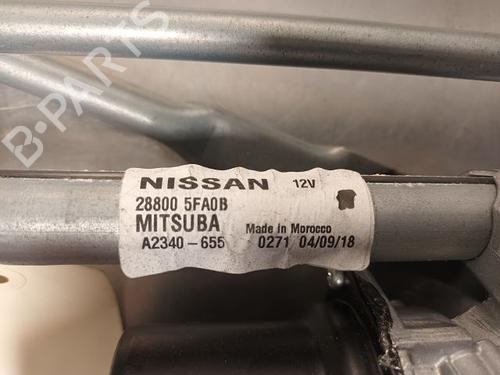 NISSAN 12V
28800 5FA0B
MITSUBA Made in Morocco
A2340-655 0271 04/09/18
B-PARTS